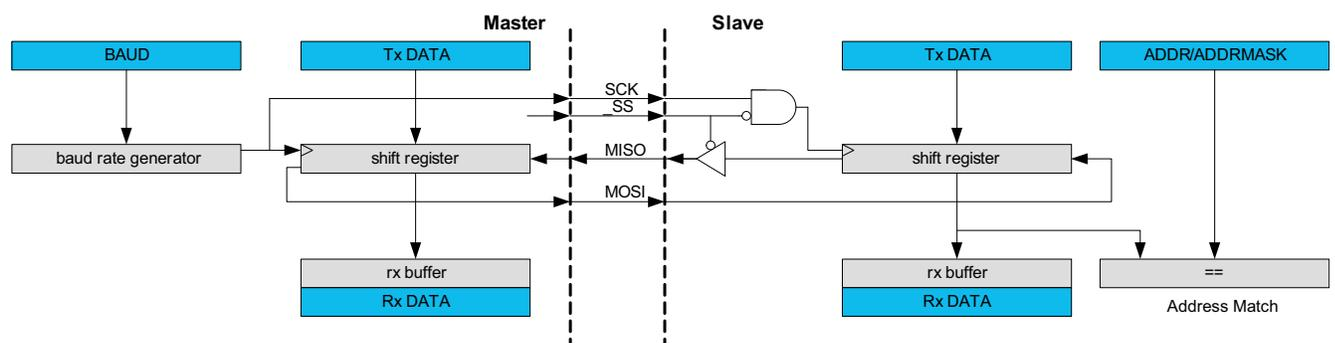 Master
Slave
BAUD
Tx DATA
Tx DATA
ADDR/ADDRMASK
SCK
_SS
baud rate generator
shift register
MISO
shift register
MOSI
rx buffer
rx buffer
==
Rx DATA
Rx DATA
Address Match